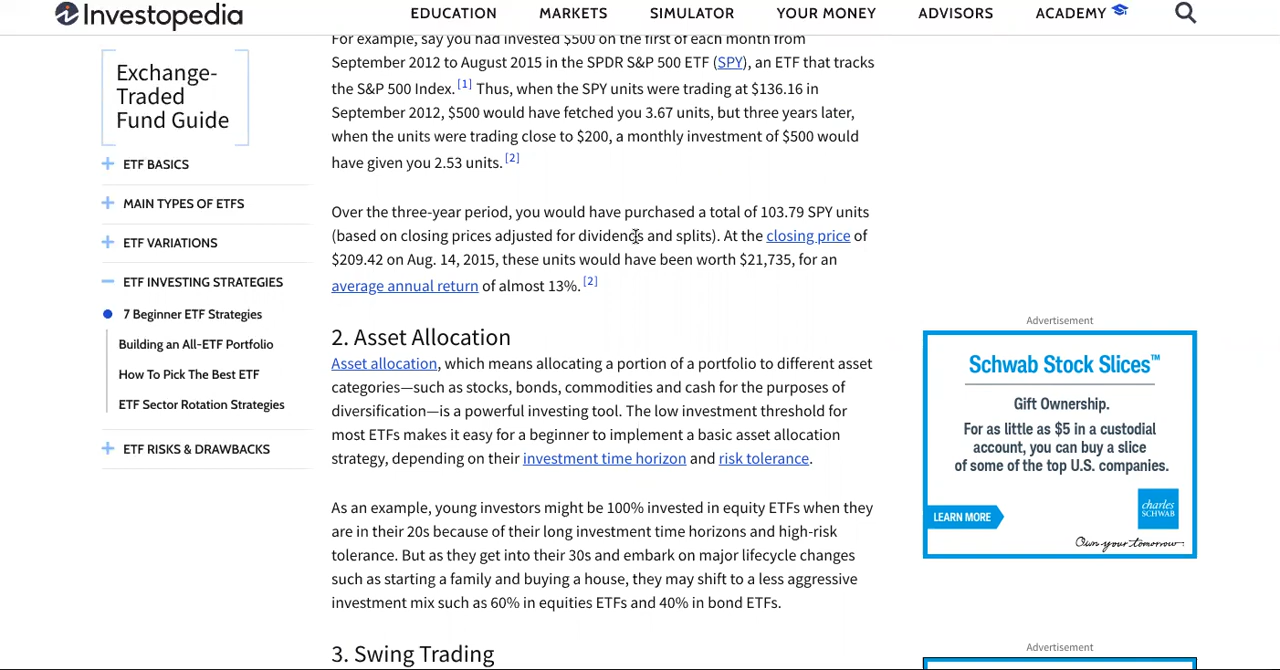 Investopedia
EDUCATION MARKETS SIMULATOR YOUR MONEY ADVISORS ACADEMY
Exchange-
Traded
Fund Guide
ETF BASICS
MAIN TYPES OF ETFS
ETF VARIATIONS
ETF INVESTING STRATEGIES
7 Beginner ETF Strategies
Building an All-ETF Portfolio
How To Pick The Best ETF
ETF Sector Rotation Strategies
ETF RISKS & DRAWBACKS
For example, say you had invested $500 on the first of each month from
September 2012 to August 2015 in the SPDR S&P 500 ETF (SPY), an ETF that tracks
the S&P 500 Index. [1] Thus, when the SPY units were trading at $136.16 in
September 2012, $500 would have fetched you 3.67 units, but three years later,
when the units were trading close to $200, a monthly investment of $500 would
have given you 2.53 units. [2]
Over the three-year period, you would have purchased a total of 103.79 SPY units
(based on closing prices adjusted for dividends and splits). At the closing price of
$209.42 on Aug. 14, 2015, these units would have been worth $21,735, for an
average annual return of almost 13%. [2]
2. Asset Allocation
Asset allocation, which means allocating a portion of a portfolio to different asset
categories—such as stocks, bonds, commodities and cash for the purposes of
diversification—is a powerful investing tool. The low investment threshold for
most ETFs makes it easy for a beginner to implement a basic asset allocation
strategy, depending on their investment time horizon and risk tolerance.
As an example, young investors might be 100% invested in equity ETFs when they
are in their 20s because of their long investment time horizons and high-risk
tolerance. But as they get into their 30s and embark on major lifecycle changes
such as starting a family and buying a house, they may shift to a less aggressive
investment mix such as 60% in equities ETFs and 40% in bond ETFs.
3. Swing Trading
Advertisement
Schwab Stock Slices™
Gift Ownership.
For as little as $5 in a custodial
account, you can buy a slice
of some of the top U.S. companies.
LEARN MORE
charles
SCHWAB
Own your tomorrow.
Advertisement